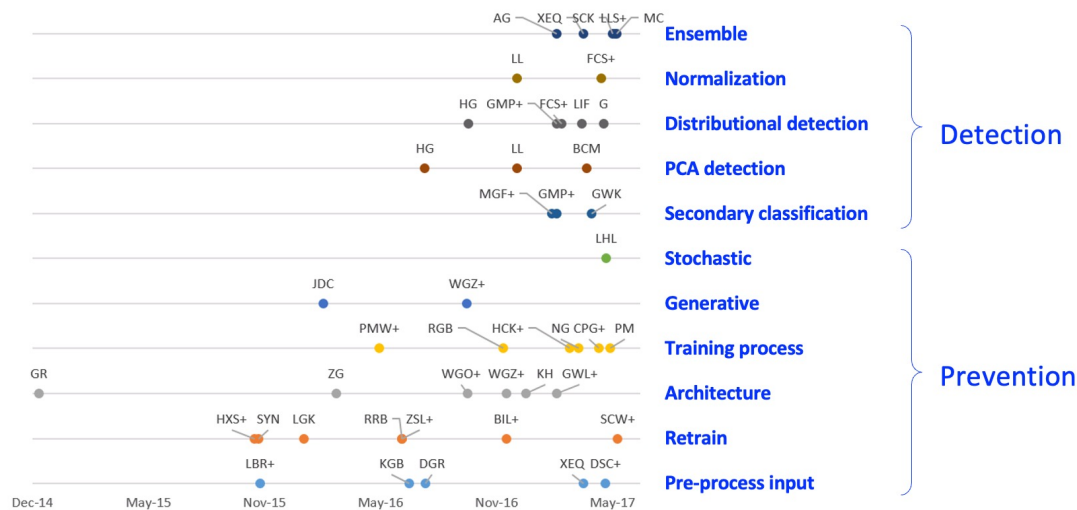 AG XEQ SCK LLS+ MC
Ensemble
LL FCS+
Normalization
HG GMP+ FCS+ LIF G
Distributional detection
Detection
HG LL BCM
PCA detection
MGF+ GMP+ GWK
Secondary classification
LHL
Stochastic
JDC WGZ+
Generative
PMW+ RGB HCK+ NG CPG+ PM
Training process
GR ZG WGO+ WGZ+ KH GWL+
Architecture
Prevention
HXS+ SYN LGK RRB ZSL+ BIL+ SCW+
Retrain
LBR+ KGB DGR XEQ DSC+
Pre-process input
Dec-14 May-15 Nov-15 May-16 Nov-16 May-17